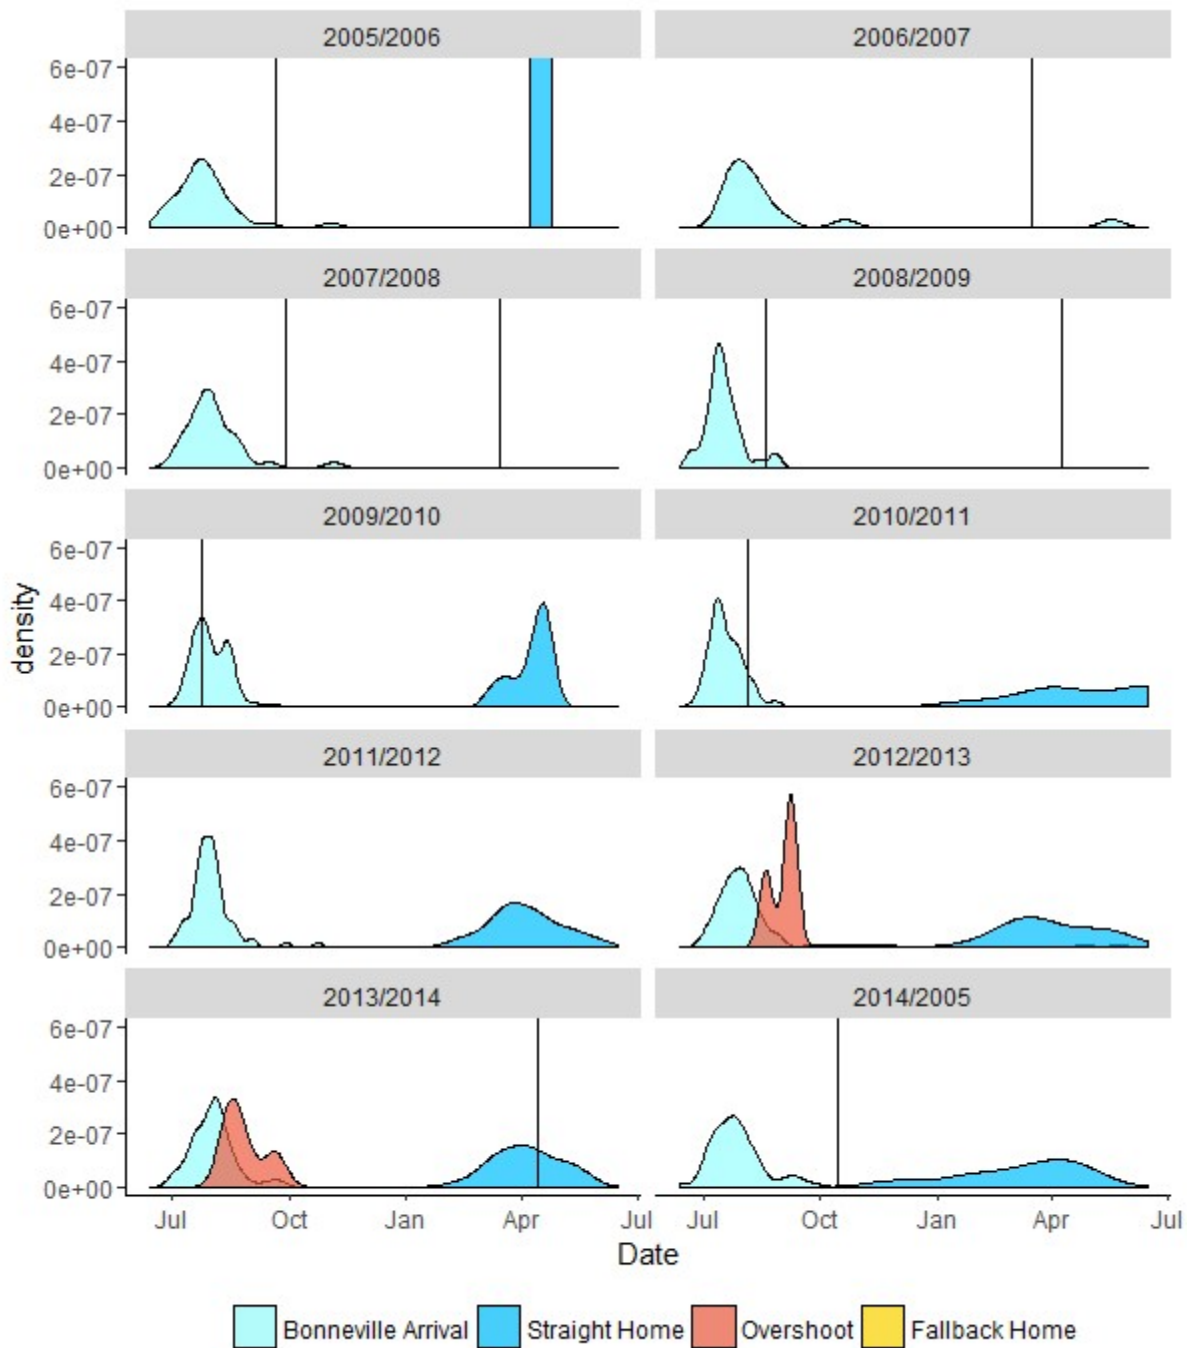 2005/2006 2006/2007
6e-07
4e-07
2e-07
0e+00
2007/2008 2008/2009
6e-07
4e-07
2e-07
0e+00
2009/2010 2010/2011
6e-07
4e-07
2e-07
0e+00
density
2011/2012 2012/2013
6e-07
4e-07
2e-07
0e+00
2013/2014 2014/2005
6e-07
4e-07
2e-07
0e+00
Jul Oct Jan Apr Jul Jul Oct Jan Apr Jul
Date
Bonneville Arrival Straight Home Overshoot Fallback Home